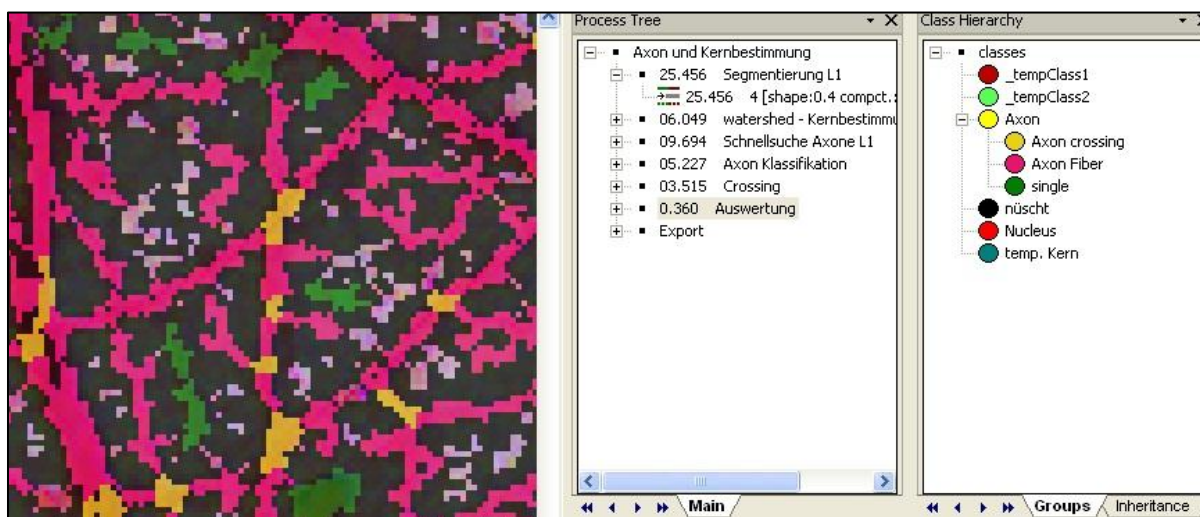 Process Tree
Axon und Kernbestimmung
25.456 Segmentierung L1
25.456 4 [shape:0.4 compct.:
06.049 watershed - Kernbestimmu
09.694 Schnellsuche Axone L1
05.227 Axon Klassifikation
03.515 Crossing
0.360 Auswertung
Export
Main
Class Hierarchy
classes
_tempClass1
_tempClass2
Axon
Axon crossing
Axon Fiber
single
nüscht
Nucleus
temp. Kern
Groups
Inheritance